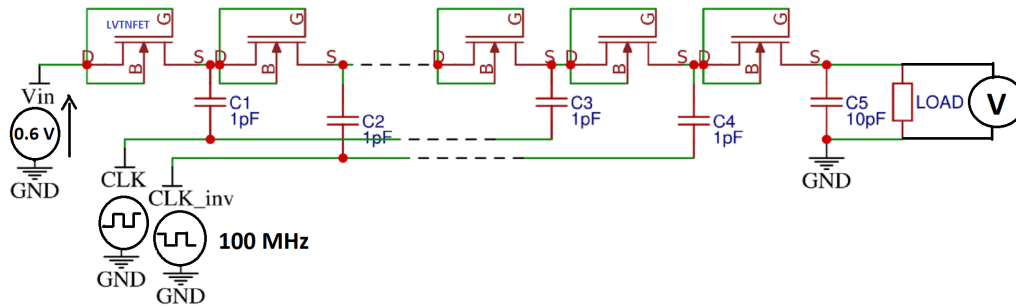 LVTNFET
D G B S
D G B S
D G B S
D G B S
D G B S
Vin
0.6 V
GND
C1
1pF
C2
1pF
C3
1pF
C4
1pF
C5
10pF
LOAD
V
GND
CLK
GND
CLK_inv
GND
100 MHz